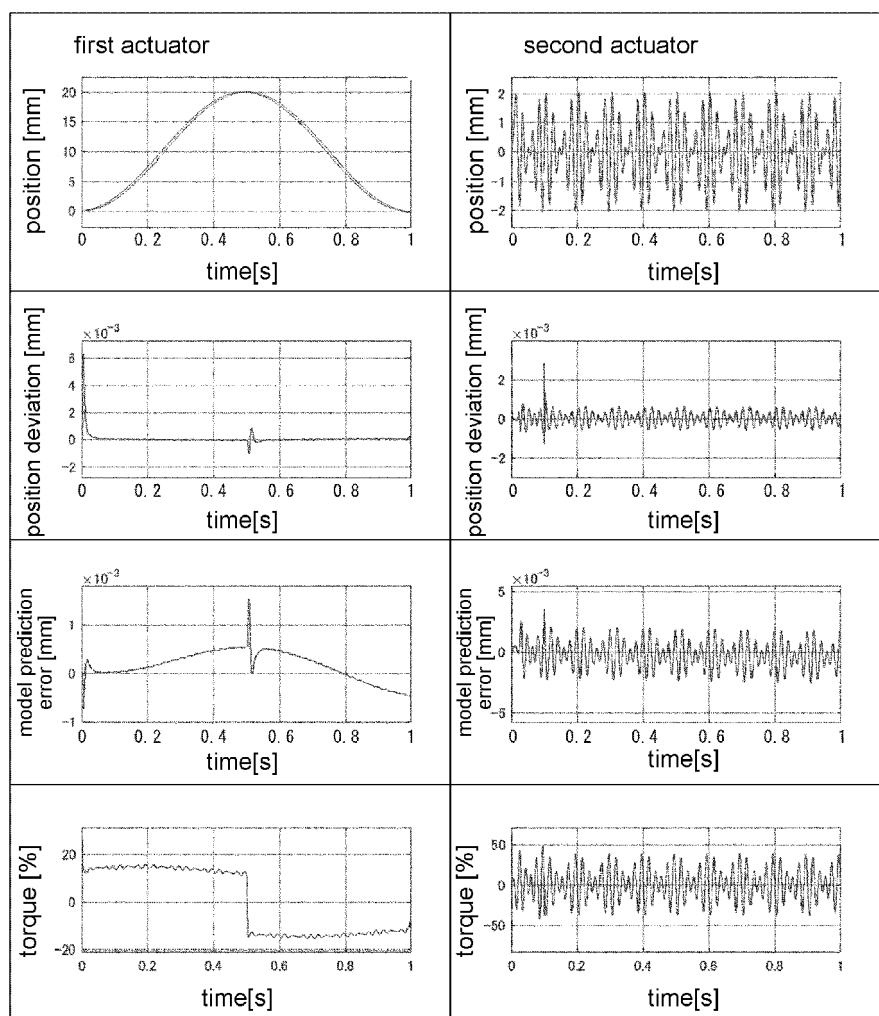 first actuator
second actuator
position [mm]
20
10
0
0 0.2 0.4 0.6 0.8 1
time[s]
position [mm]
2
1
0
-1
-2
0 0.2 0.4 0.6 0.8 1
time[s]
position deviation [mm]
×10⁻³
6
4
2
0
-2
0 0.2 0.4 0.6 0.8 1
time[s]
position deviation [mm]
×10⁻³
2
0
-2
0 0.2 0.4 0.6 0.8 1
time[s]
model prediction
error [mm]
×10⁻³
1
0
-1
0 0.2 0.4 0.6 0.8 1
time[s]
model prediction
error [mm]
×10⁻³
5
0
-5
0 0.2 0.4 0.6 0.8 1
time[s]
torque [%]
20
0
-20
0 0.2 0.4 0.6 0.8 1
time[s]
torque [%]
50
0
-50
0 0.2 0.4 0.6 0.8 1
time[s]